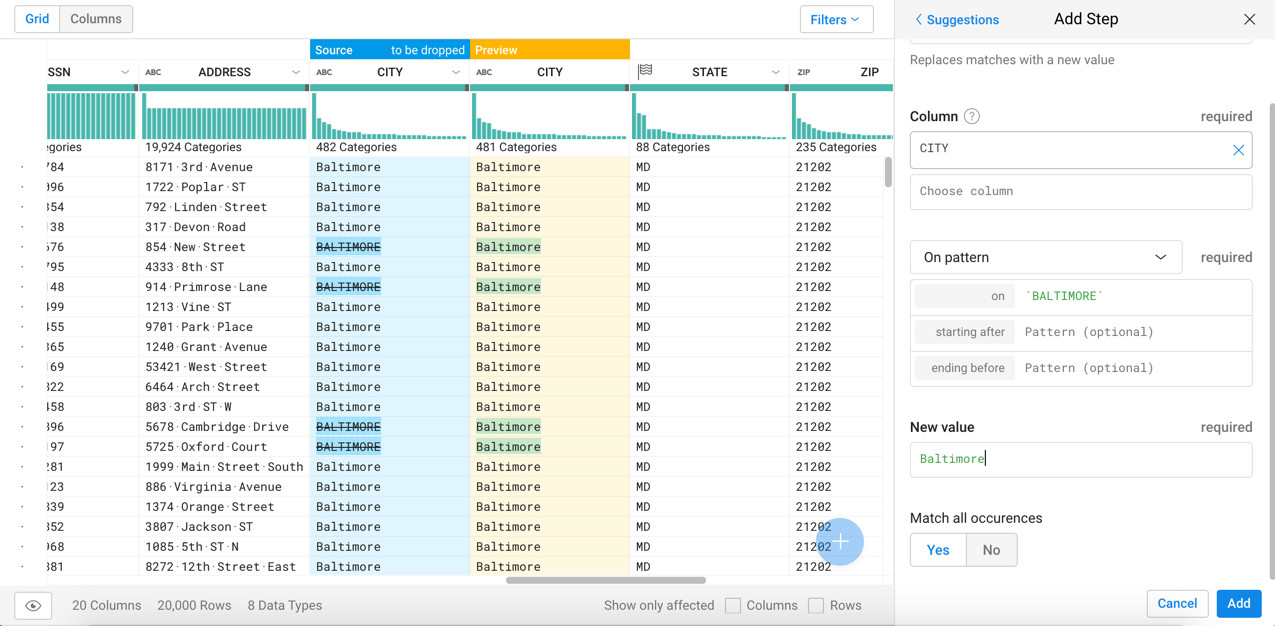 Grid Columns Filters
Suggestions Add Step
Source to be dropped Preview
SSN ABC ADDRESS ABC CITY ABC CITY STATE ZIP ZIP
egories 19,924 Categories 482 Categories 481 Categories 88 Categories 235 Categories
784 8171·3rd·Avenue Baltimore Baltimore MD 21202
996 1722·Poplar·ST Baltimore Baltimore MD 21202
354 792·Linden·Street Baltimore Baltimore MD 21202
138 317·Devon·Road Baltimore Baltimore MD 21202
676 854·New·Street BALTIMORE Baltimore MD 21202
795 4333·8th·ST Baltimore Baltimore MD 21202
148 914·Primrose·Lane BALTIMORE Baltimore MD 21202
499 1213·Vine·ST Baltimore Baltimore MD 21202
455 9701·Park·Place Baltimore Baltimore MD 21202
365 1240·Grant·Avenue Baltimore Baltimore MD 21202
169 53421·West·Street Baltimore Baltimore MD 21202
322 6464·Arch·Street Baltimore Baltimore MD 21202
458 803·3rd·ST·W Baltimore Baltimore MD 21202
396 5678·Cambridge·Drive BALTIMORE Baltimore MD 21202
197 5725·Oxford·Court BALTIMORE Baltimore MD 21202
281 1999·Main·Street·South Baltimore Baltimore MD 21202
123 886·Virginia·Avenue Baltimore Baltimore MD 21202
339 1374·Orange·Street Baltimore Baltimore MD 21202
352 3807·Jackson·ST Baltimore Baltimore MD 21202
968 1085·5th·ST·N Baltimore Baltimore MD 21202
381 8272·12th·Street·East Baltimore Baltimore MD 21202
20 Columns 20,000 Rows 8 Data Types Show only affected Columns Rows
Replaces matches with a new value
Column ? required
CITY
Choose column
On pattern required
on `BALTIMORE`
starting after Pattern (optional)
ending before Pattern (optional)
New value required
Baltimore
Match all occurences
Yes No
Cancel Add